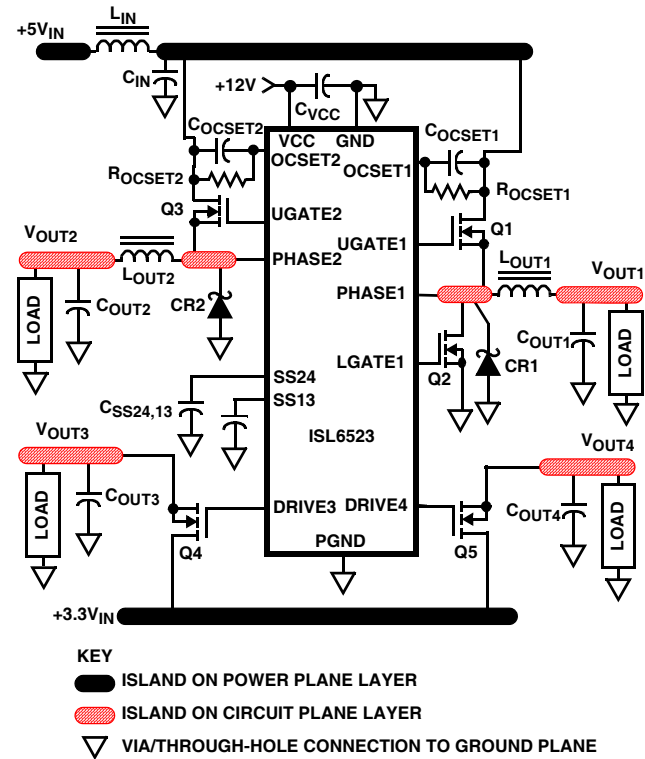 LIN
+5VIN
CIN
+12V
CVCC
COCSET2
VCC
GND
COCSET1
OCSET2
OCSET1
ROCSET2
ROCSET1
Q3
UGATE2
Q1
UGATE1
VOUT2
LOUT2
PHASE2
LOUT1
VOUT1
PHASE1
LOAD
COUT2
CR2
COUT1
LOAD
LGATE1
Q2
CR1
SS24
CSS24,13
SS13
ISL6523
VOUT3
VOUT4
LOAD
COUT3
DRIVE3
DRIVE4
COUT4
LOAD
Q4
PGND
Q5
+3.3VIN
KEY
ISLAND ON POWER PLANE LAYER
ISLAND ON CIRCUIT PLANE LAYER
VIA/THROUGH-HOLE CONNECTION TO GROUND PLANE